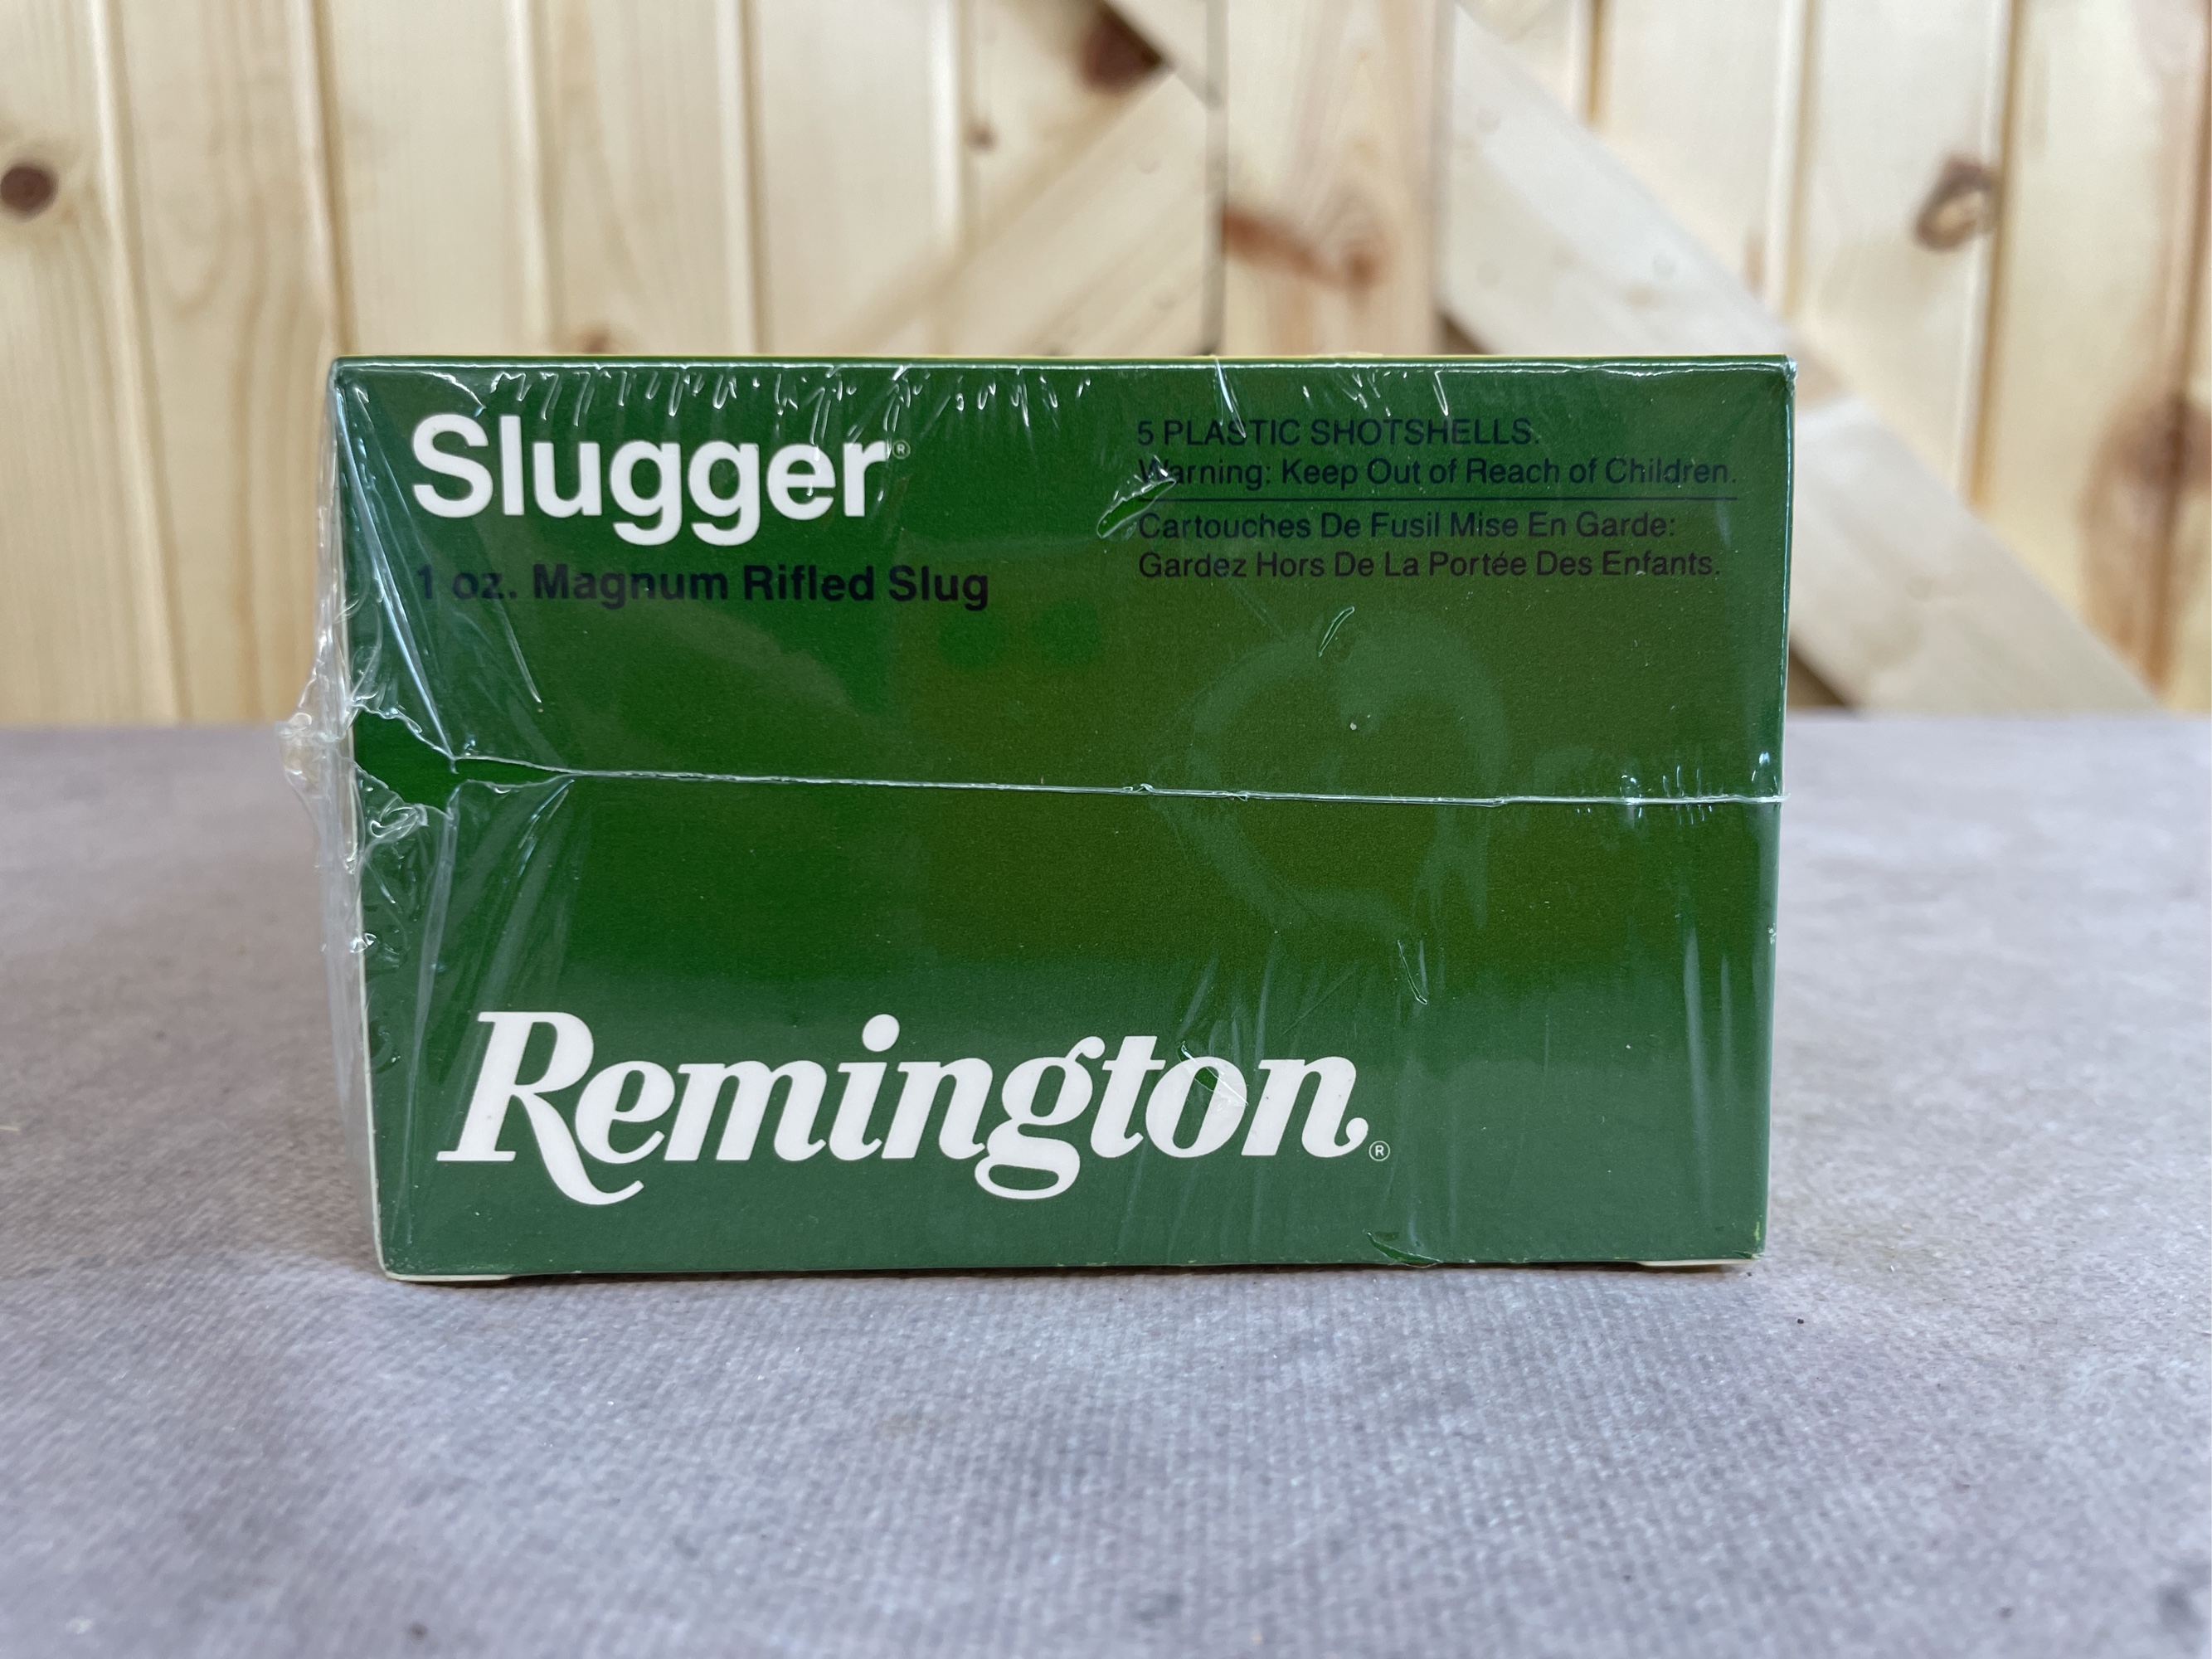 Slugger®
1 oz. Magnum Rifled Slug
5 PLASTIC SHOTSHELLS.
Warning: Keep Out of Reach of Children.
Cartouches De Fusil Mise En Garde:
Gardez Hors De La Portée Des Enfants.
Remington®